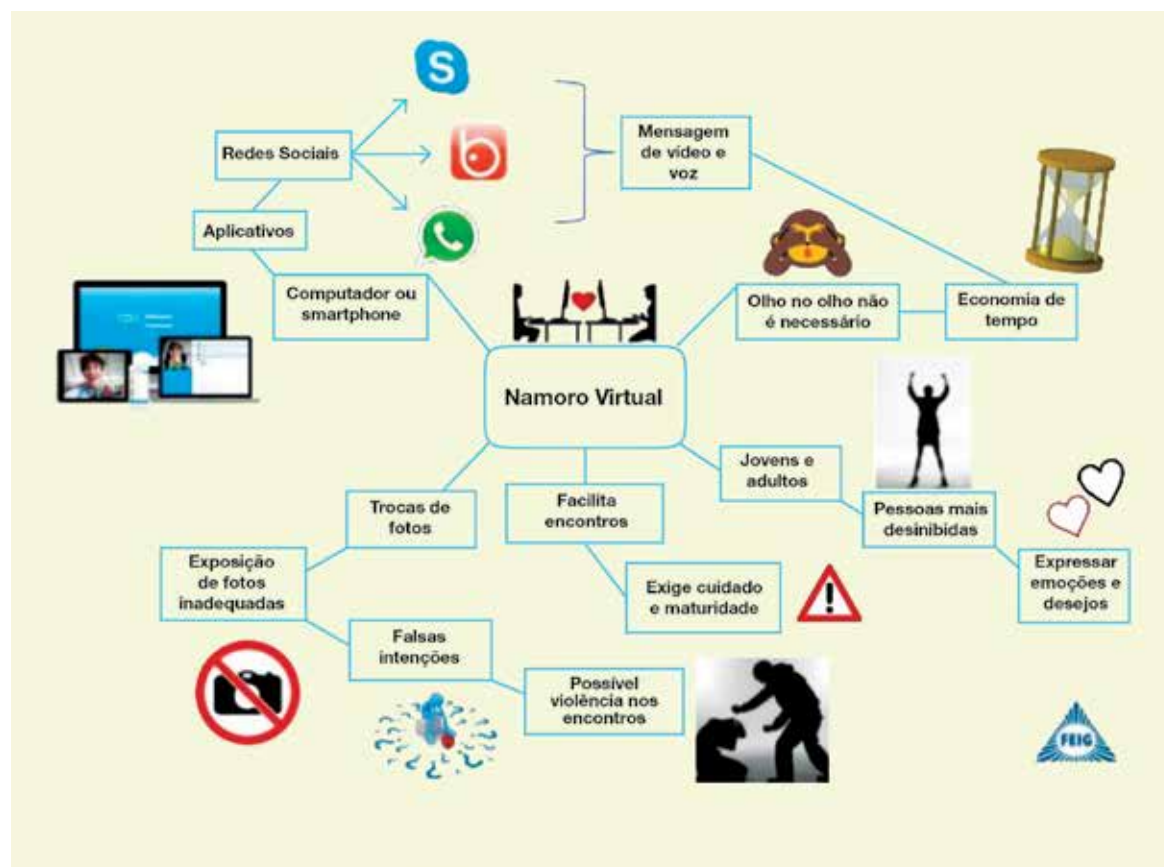 Redes Sociais
Aplicativos
Computador ou
smartphone
S
b
Mensagem
de vídeo e
voz
Olho no olho não
é necessário
Economia de
tempo
Namoro Virtual
Trocas de
fotos
Exposição
de fotos
inadequadas
Falsas
intenções
Possível
violência nos
encontros
Facilita
encontros
Exige cuidado
e maturidade
Jovens e
adultos
Pessoas mais
desinibidas
Expressar
emoções e
desejos
FEIG